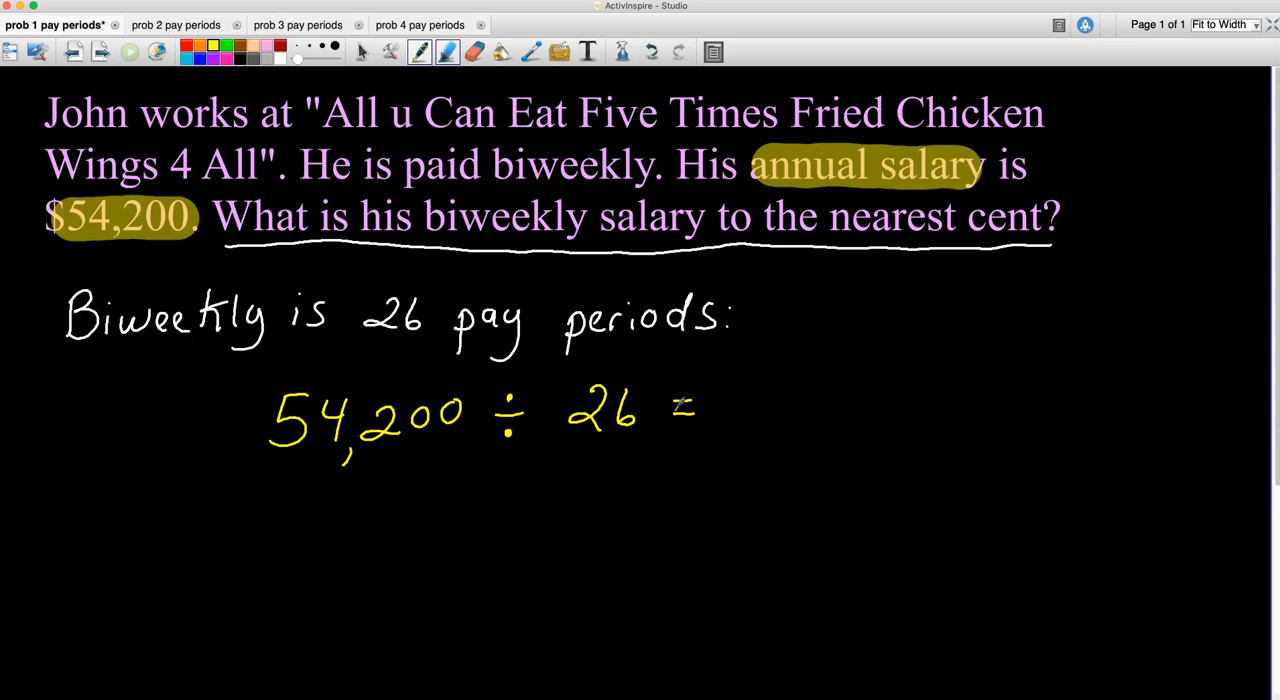 ActivInspire - Studio
prob 1 pay periods* prob 2 pay periods prob 3 pay periods prob 4 pay periods Page 1 of 1 Fit to Width
John works at "All u Can Eat Five Times Fried Chicken
Wings 4 All". He is paid biweekly. His annual salary is
$54,200. What is his biweekly salary to the nearest cent?
Biweekly is 26 pay periods:
54,200 ÷ 26 =